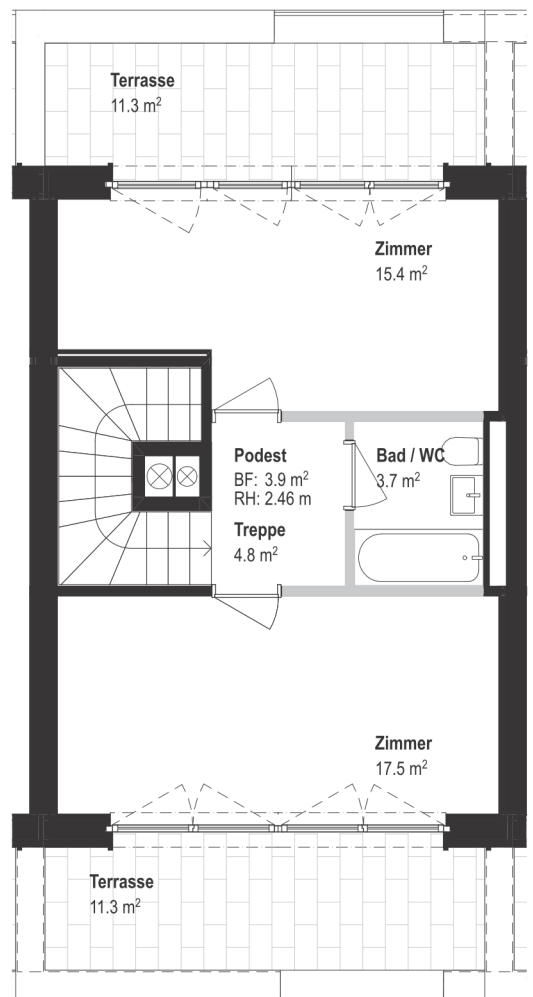 Terrasse
11.3 m²
Zimmer
15.4 m²
Podest
BF: 3.9 m²
RH: 2.46 m
Treppe
4.8 m²
Bad / WC
3.7 m²
Zimmer
17.5 m²
Terrasse
11.3 m²